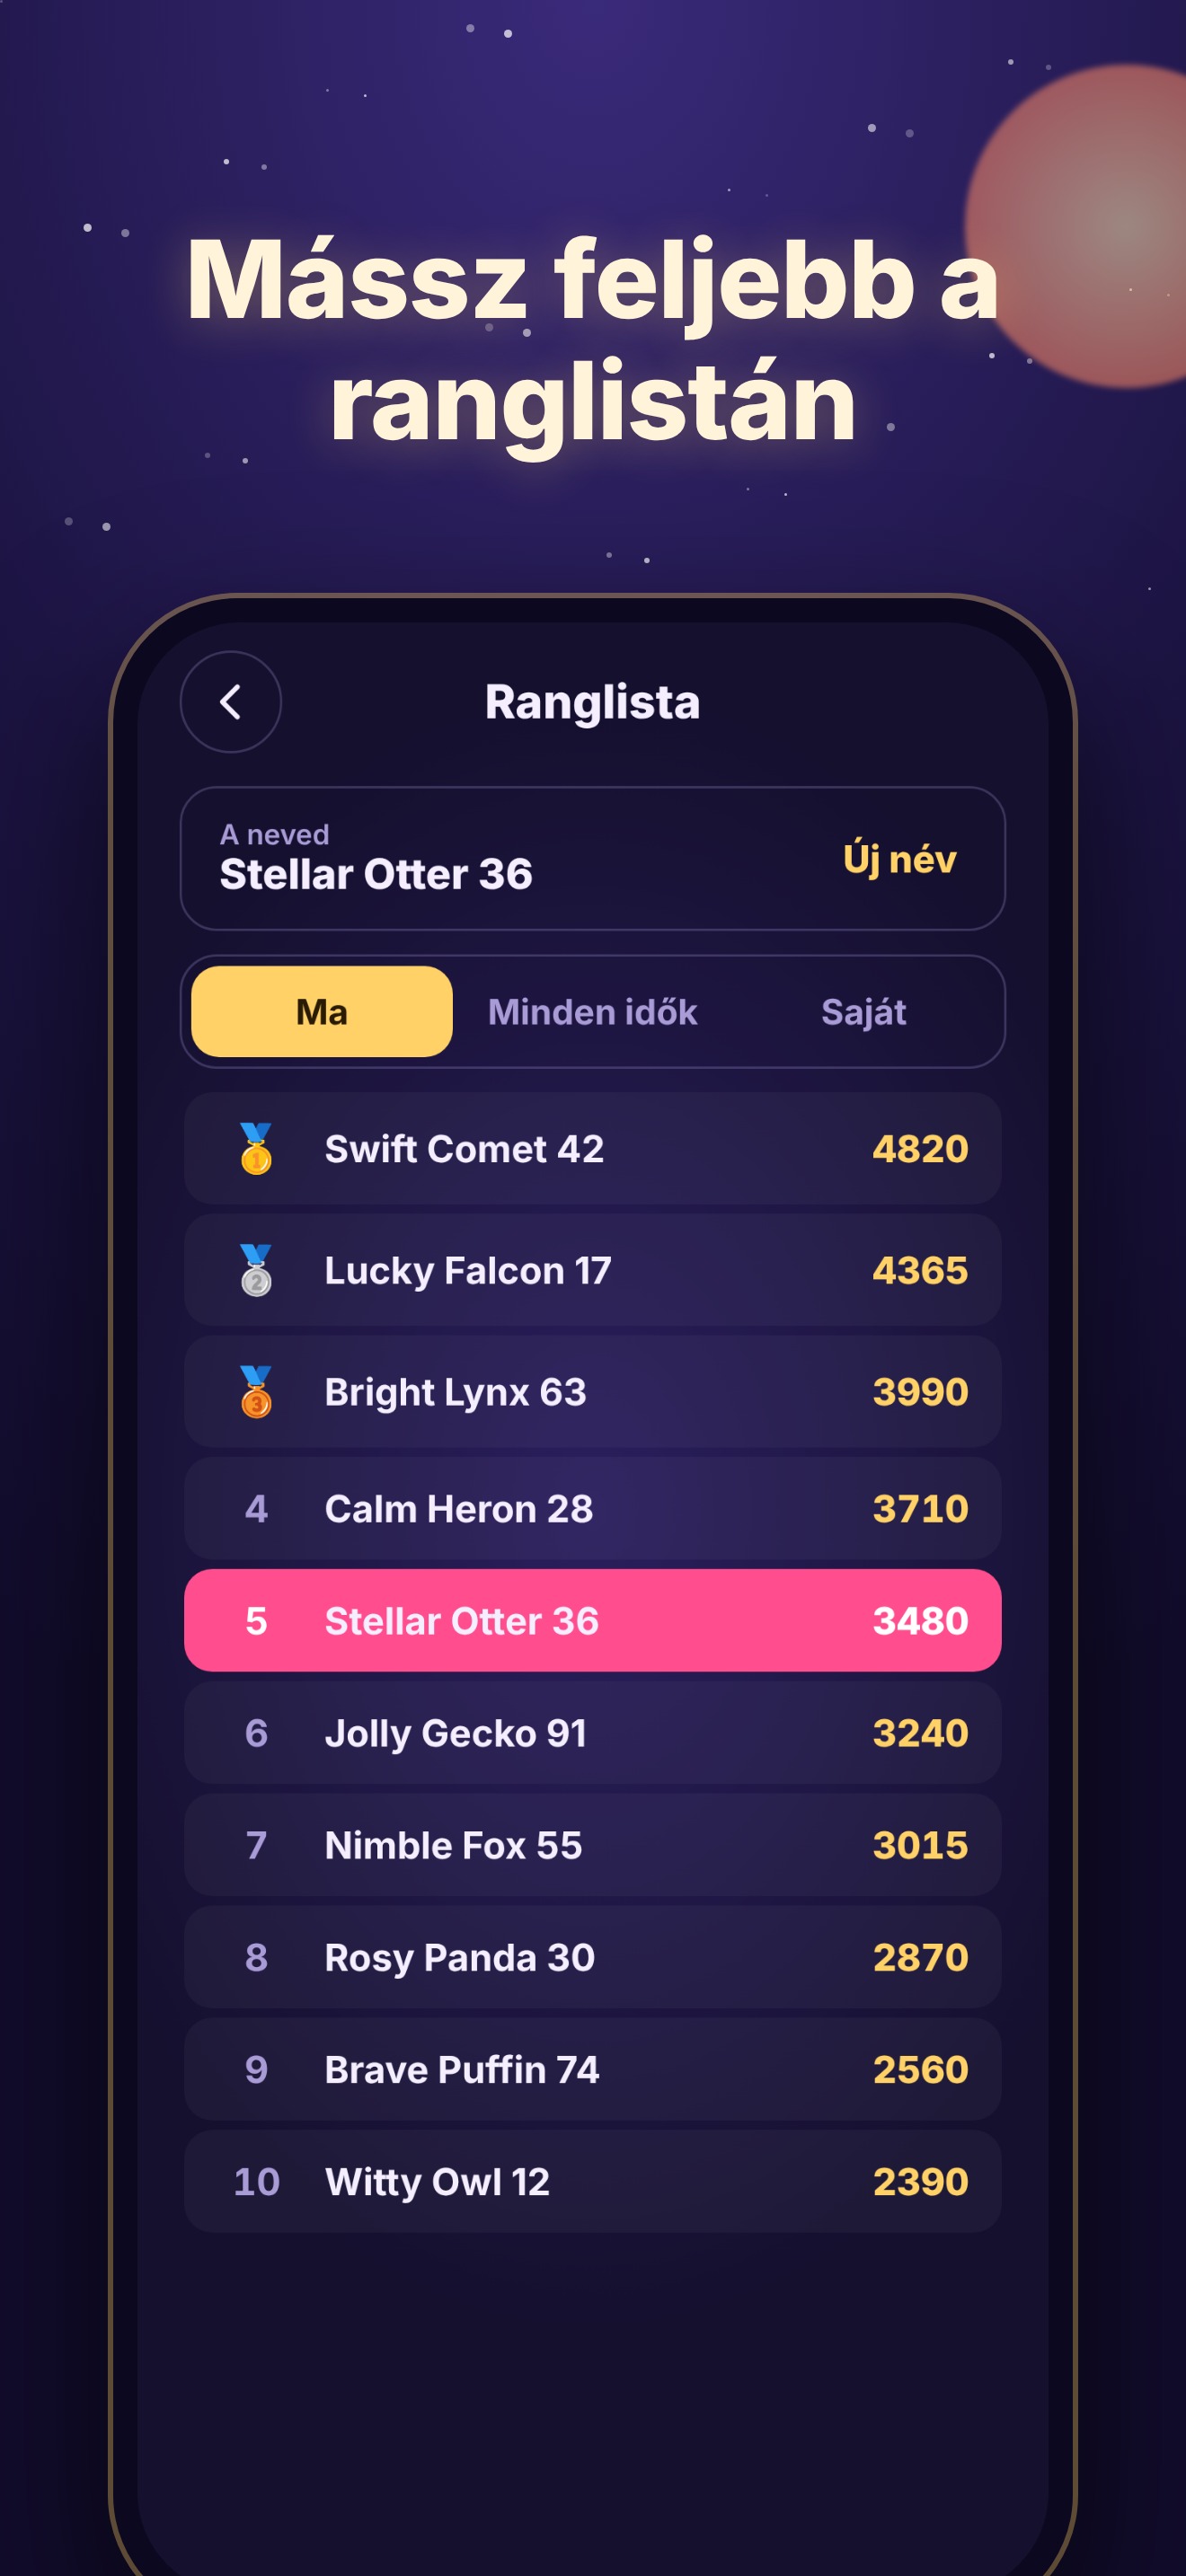 Mássz feljebb a
ranglistán
Ranglista
A neved
Stellar Otter 36
Új név
Ma
Minden idők
Saját
1 Swift Comet 42 4820
2 Lucky Falcon 17 4365
3 Bright Lynx 63 3990
4 Calm Heron 28 3710
5 Stellar Otter 36 3480
6 Jolly Gecko 91 3240
7 Nimble Fox 55 3015
8 Rosy Panda 30 2870
9 Brave Puffin 74 2560
10 Witty Owl 12 2390